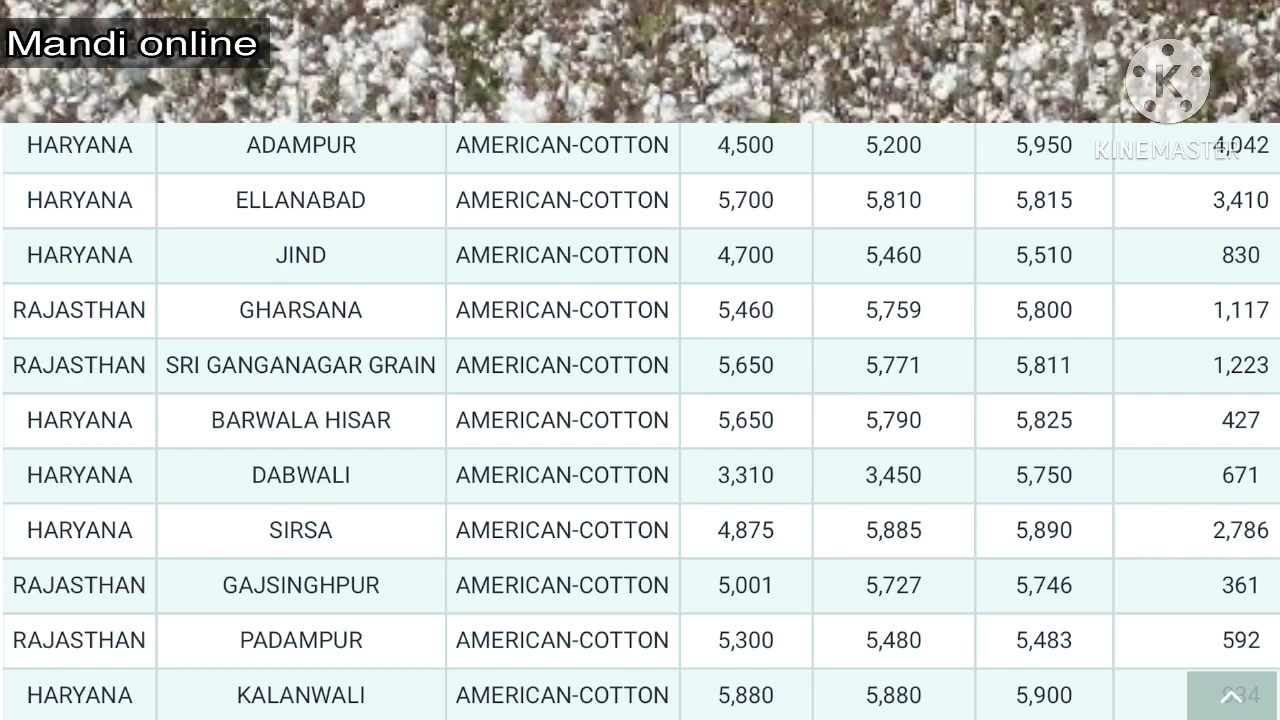 Mandi online
K
KINEMASTER
HARYANA ADAMPUR AMERICAN-COTTON 4,500 5,200 5,950 4,042
HARYANA ELLANABAD AMERICAN-COTTON 5,700 5,810 5,815 3,410
HARYANA JIND AMERICAN-COTTON 4,700 5,460 5,510 830
RAJASTHAN GHARSANA AMERICAN-COTTON 5,460 5,759 5,800 1,117
RAJASTHAN SRI GANGANAGAR GRAIN AMERICAN-COTTON 5,650 5,771 5,811 1,223
HARYANA BARWALA HISAR AMERICAN-COTTON 5,650 5,790 5,825 427
HARYANA DABWALI AMERICAN-COTTON 3,310 3,450 5,750 671
HARYANA SIRSA AMERICAN-COTTON 4,875 5,885 5,890 2,786
RAJASTHAN GAJSINGHPUR AMERICAN-COTTON 5,001 5,727 5,746 361
RAJASTHAN PADAMPUR AMERICAN-COTTON 5,300 5,480 5,483 592
HARYANA KALANWALI AMERICAN-COTTON 5,880 5,880 5,900